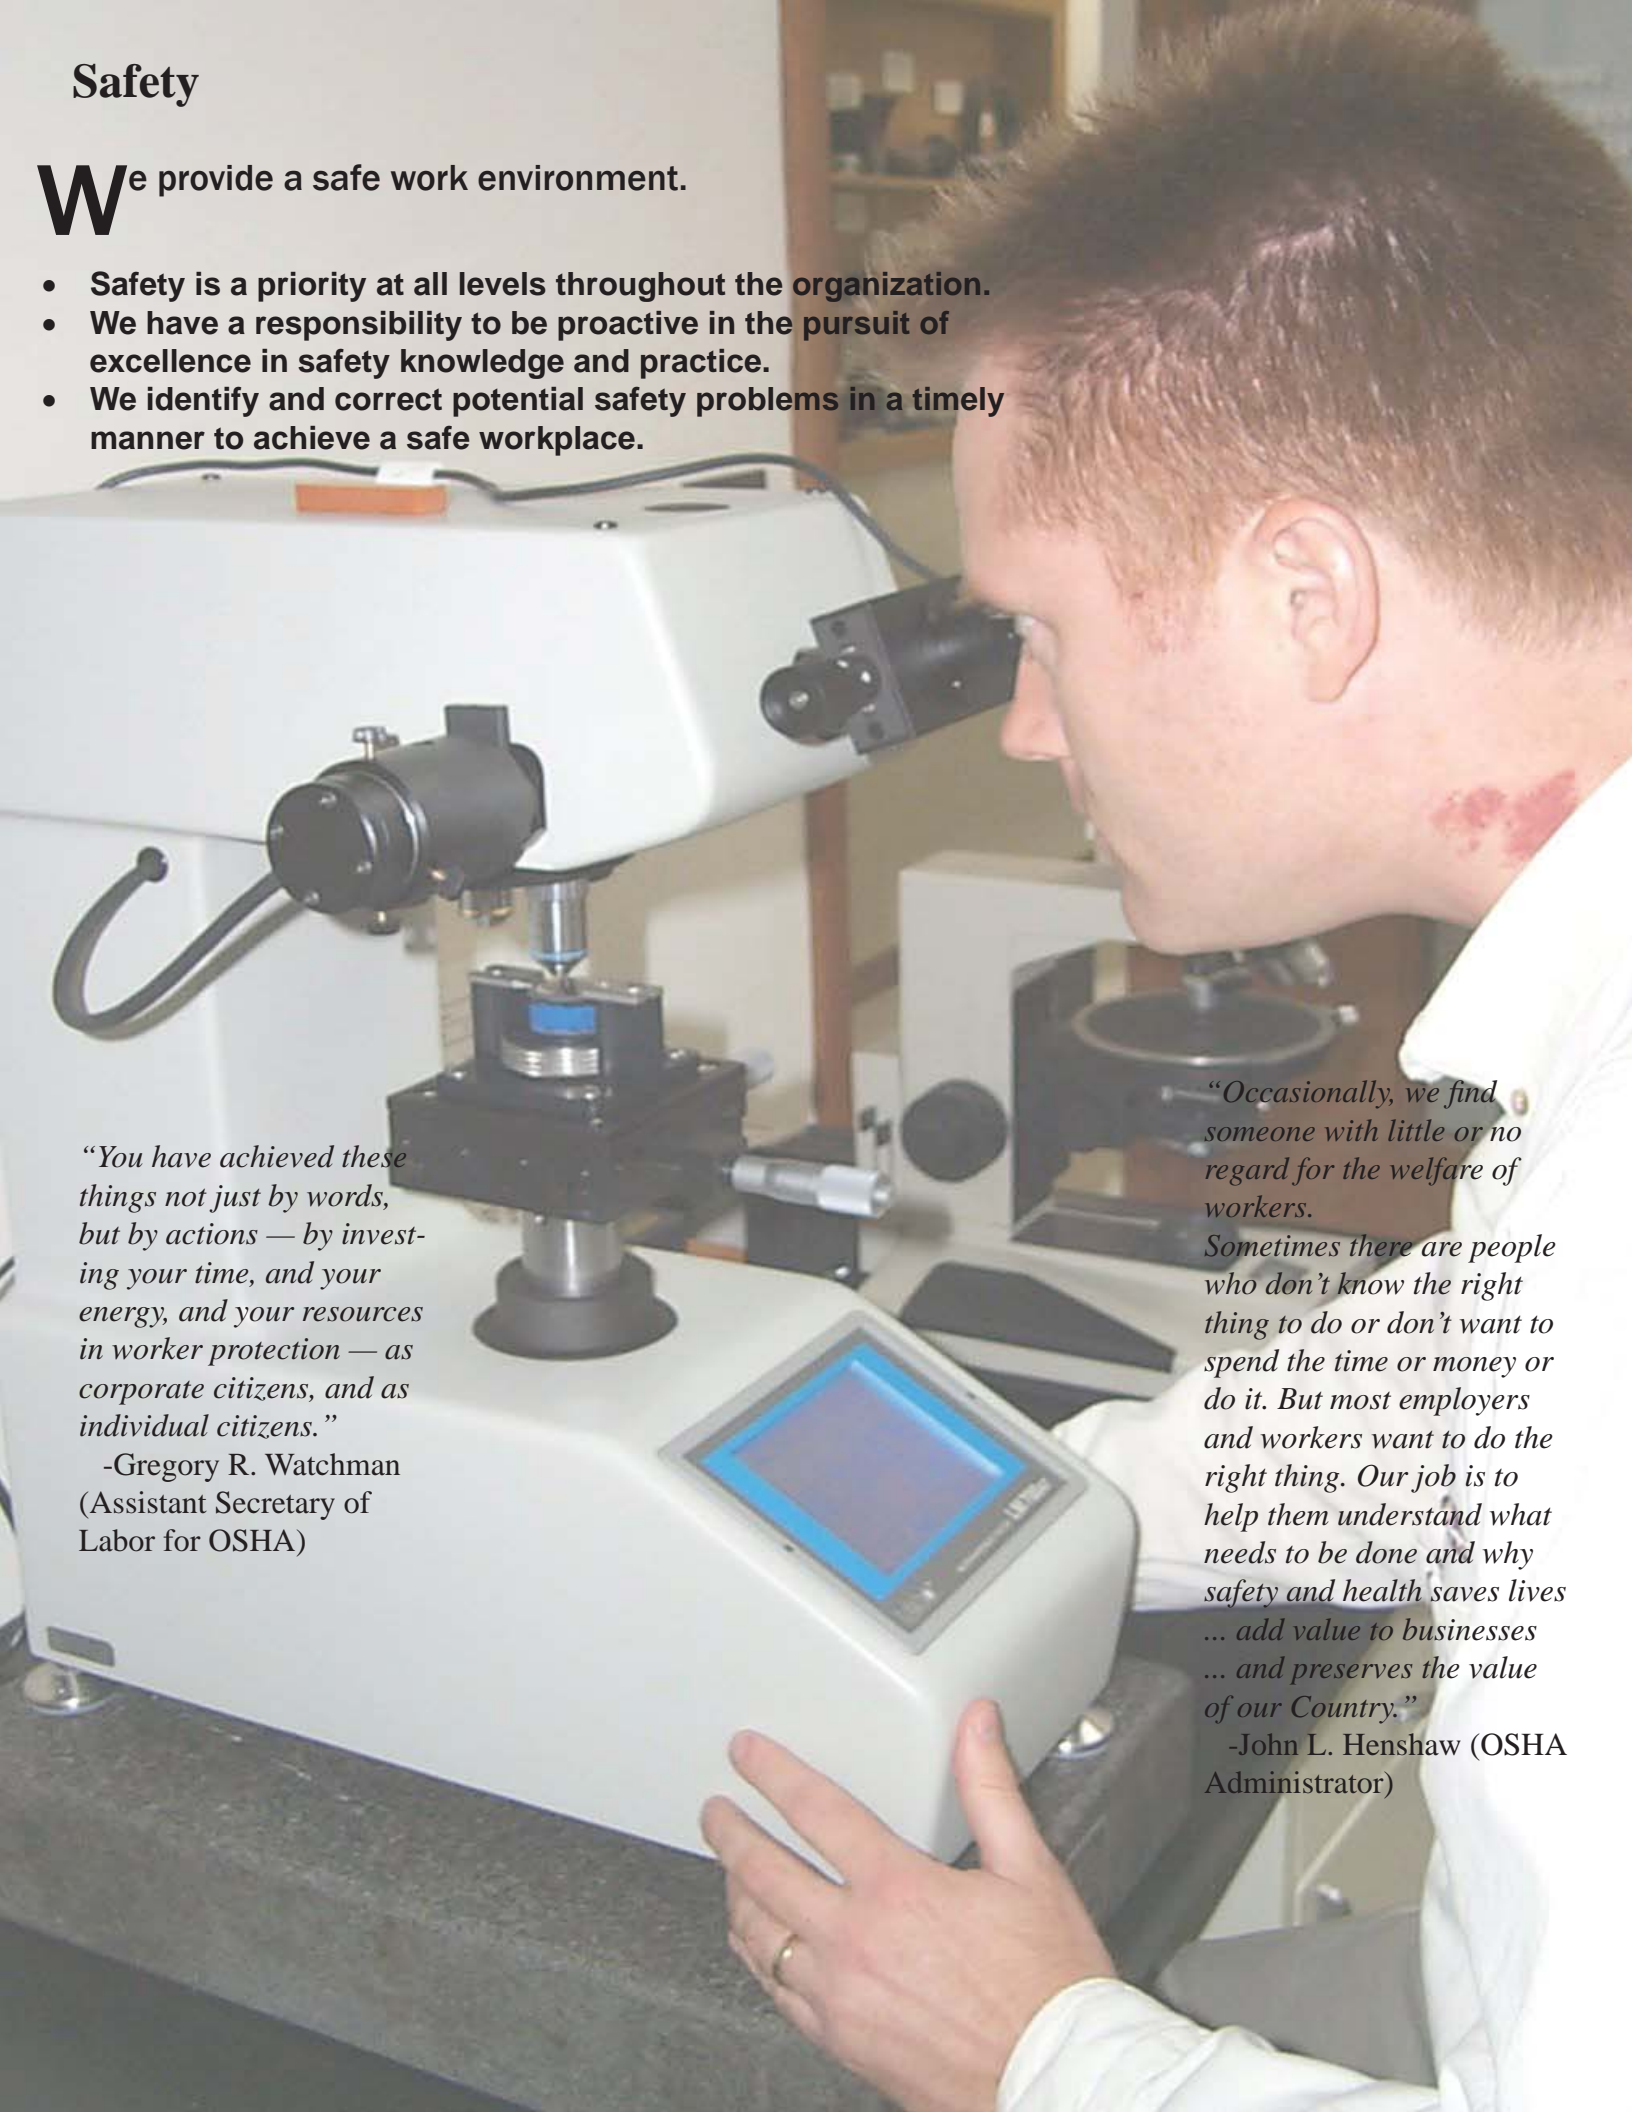 Safety
We provide a safe work environment.
• Safety is a priority at all levels throughout the organization.
• We have a responsibility to be proactive in the pursuit of
excellence in safety knowledge and practice.
• We identify and correct potential safety problems in a timely
manner to achieve a safe workplace.
“You have achieved these
things not just by words,
but by actions — by invest-
ing your time, and your
energy, and your resources
in worker protection — as
corporate citizens, and as
individual citizens.”
-Gregory R. Watchman
(Assistant Secretary of
Labor for OSHA)
“Occasionally, we find
someone with little or no
regard for the welfare of
workers.
Sometimes there are people
who don’t know the right
thing to do or don’t want to
spend the time or money or
do it. But most employers
and workers want to do the
right thing. Our job is to
help them understand what
needs to be done and why
safety and health saves lives
... add value to businesses
... and preserves the value
of our Country.”
-John L. Henshaw (OSHA
Administrator)